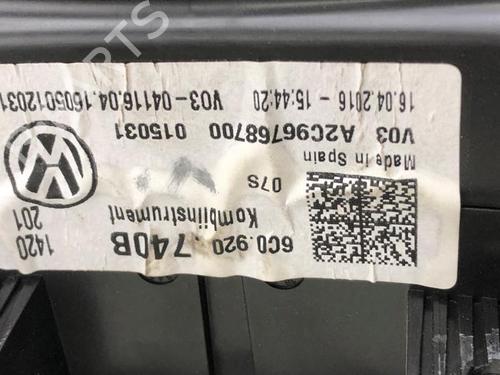 6C0.920
740B
Kombiinstrument
1420
201
07S
Made in Spain
V03 A2C96768700 015031
16.04.2016 - 15:44:20
V03-04116.04.1605012031